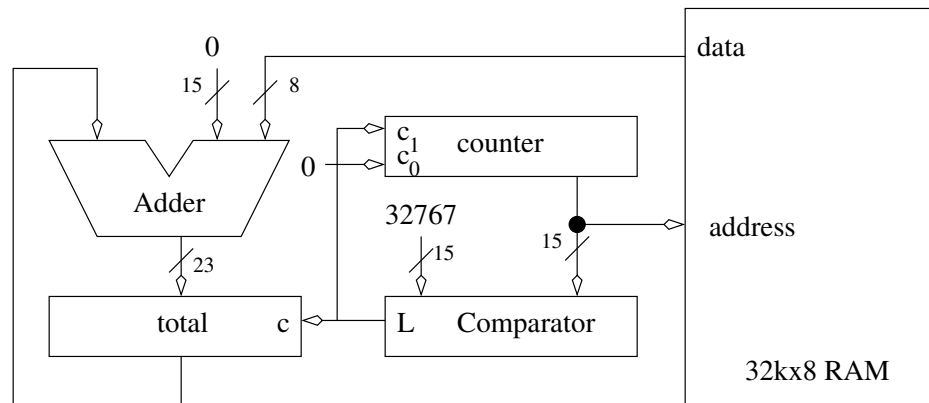 0
data
15
8
c1
counter
0
c0
Adder
32767
address
15
15
23
total
c
L
Comparator
32kx8 RAM